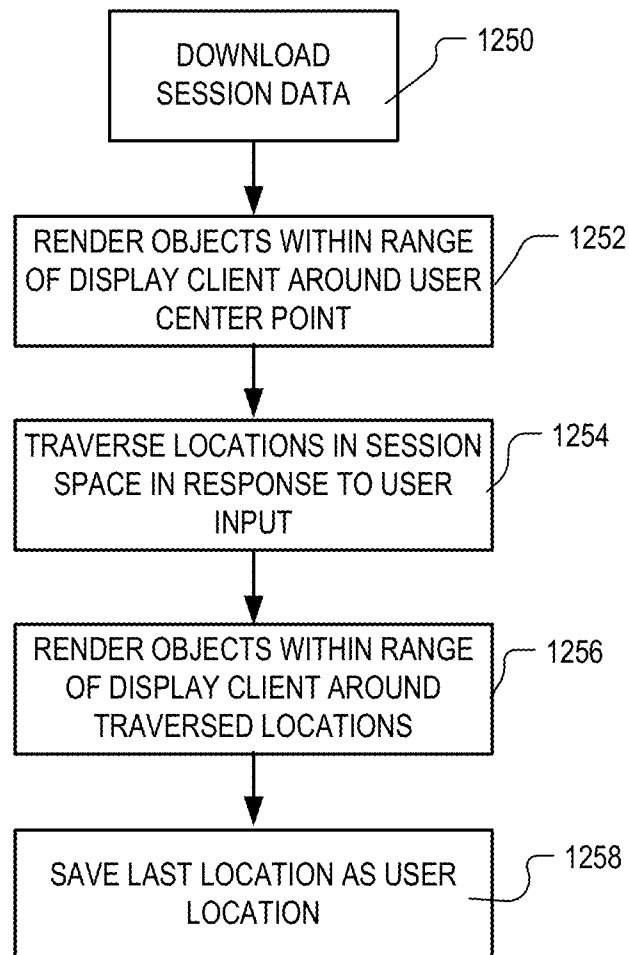 DOWNLOAD
SESSION DATA
1250
RENDER OBJECTS WITHIN RANGE
OF DISPLAY CLIENT AROUND USER
CENTER POINT
1252
TRAVERSE LOCATIONS IN SESSION
SPACE IN RESPONSE TO USER
INPUT
1254
RENDER OBJECTS WITHIN RANGE
OF DISPLAY CLIENT AROUND
TRAVERSED LOCATIONS
1256
SAVE LAST LOCATION AS USER
LOCATION
1258